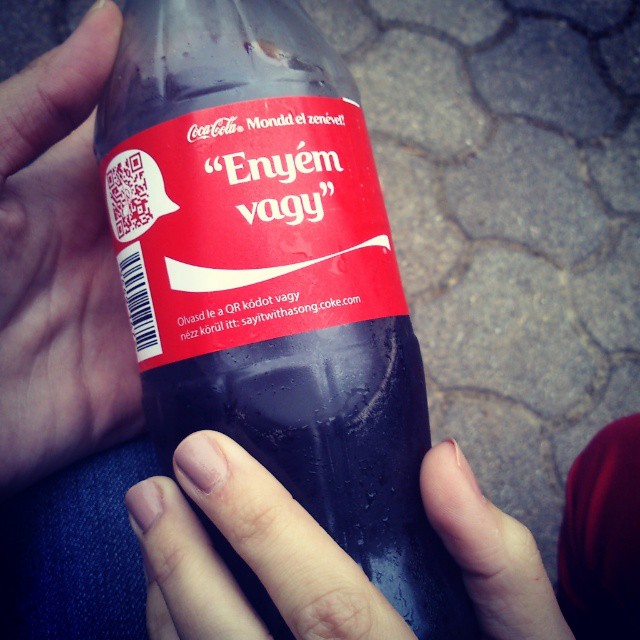 Coca-Cola® Mondd el zenével!
“Enyém
vagy”
Olvasd le a QR kódot vagy
nézz körül itt: sayitwithasong.coke.com